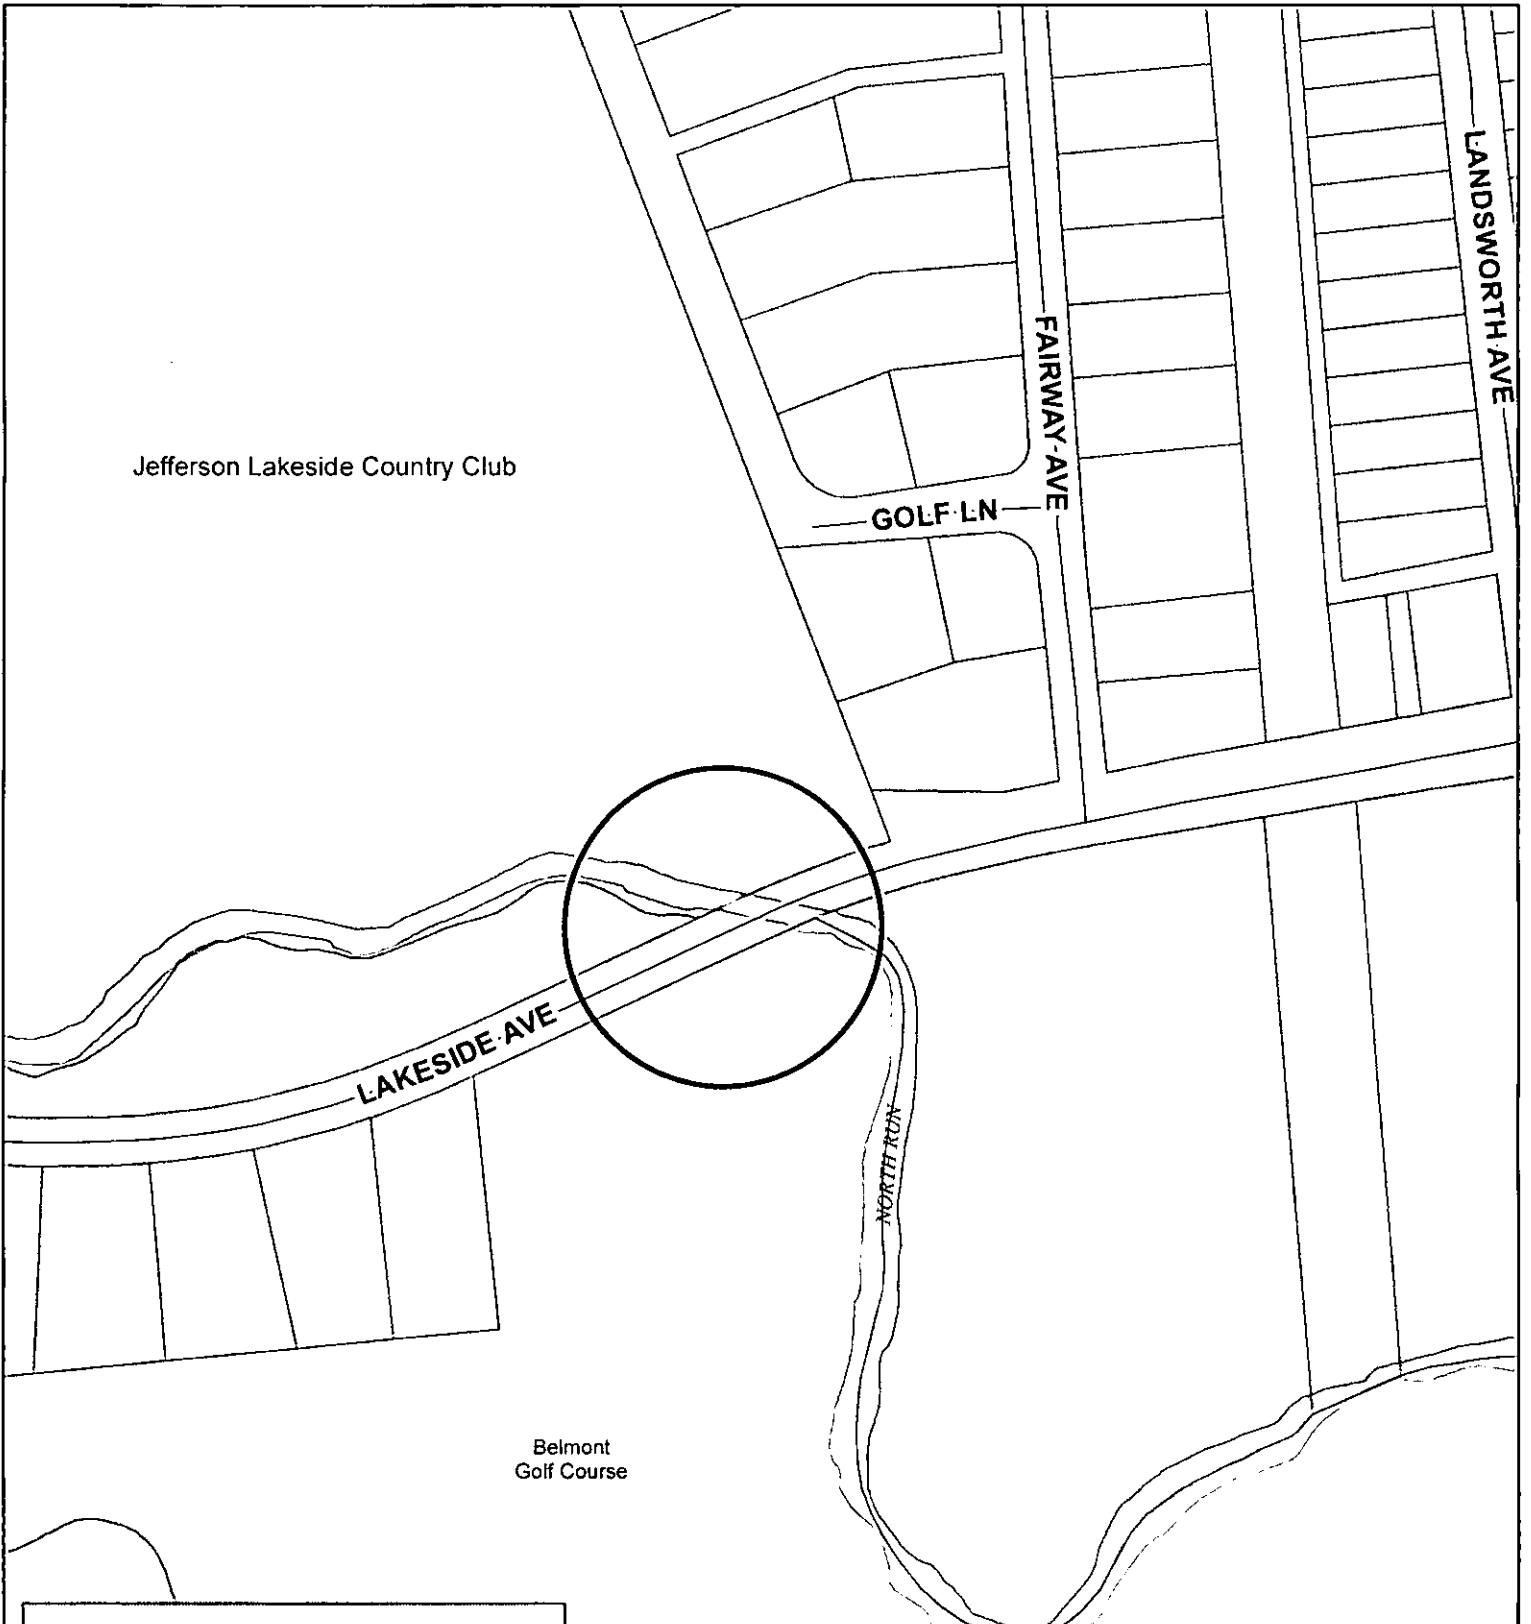 LANDSWORTH AVE
FAIRWAY AVE
Jefferson Lakeside Country Club
GOLF LN
LAKESIDE AVE
NORTH RUN
Belmont
Golf Course